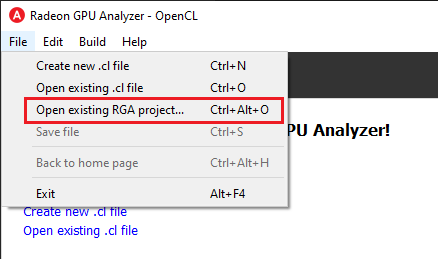 Radeon GPU Analyzer - OpenCL
File Edit Build Help
Create new .cl file Ctrl+N
Open existing .cl file Ctrl+O
Open existing RGA project... Ctrl+Alt+O
Save file Ctrl+S
PU Analyzer!
Back to home page Ctrl+Alt+H
Exit Alt+F4
Create new .cl file
Open existing .cl file